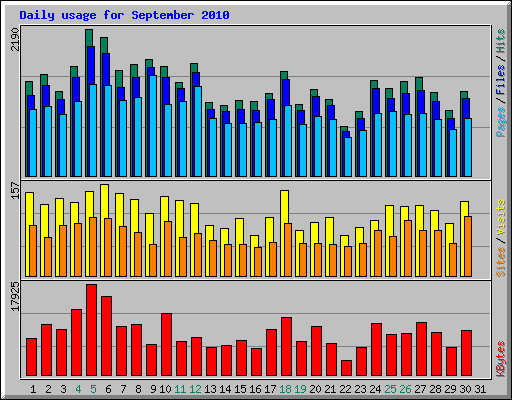 Daily usage for September 2010
2190
Pages / Files / Hits
157
Sites / Visits
17925
KBytes
1 2 3 4 5 6 7 8 9 10 11 12 13 14 15 16 17 18 19 20 21 22 23 24 25 26 27 28 29 30 31